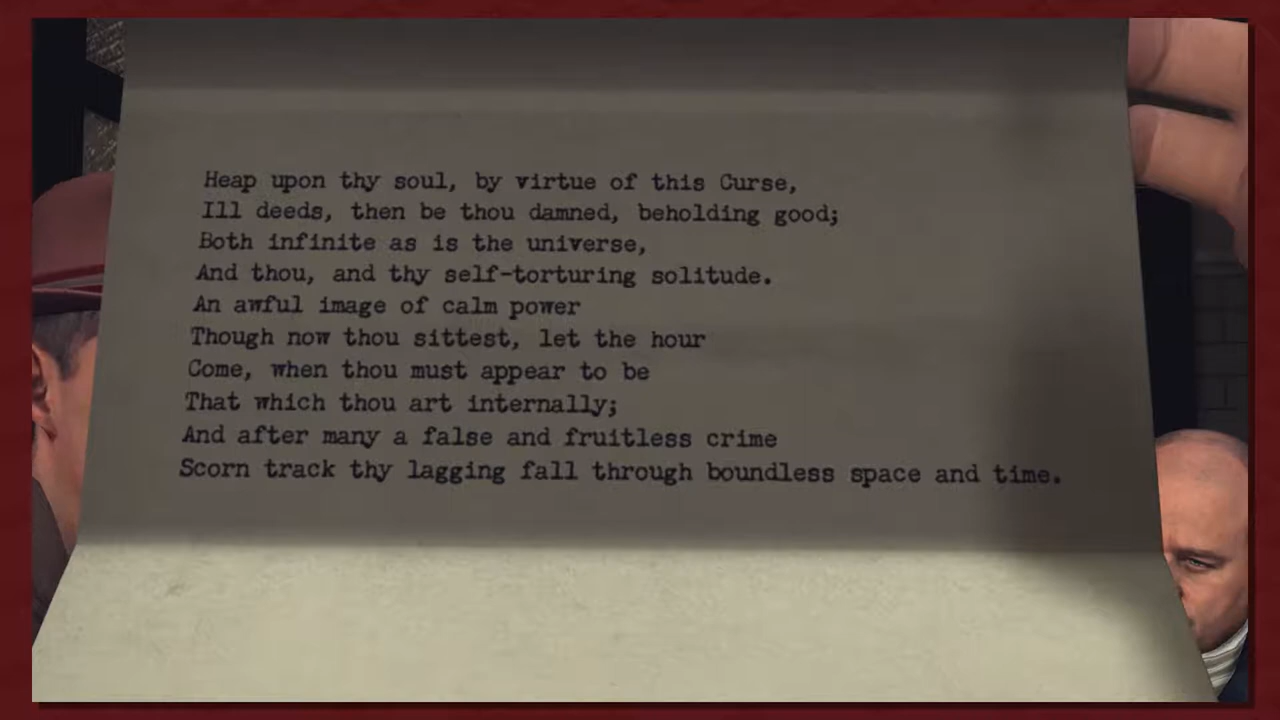 Heap upon thy soul, by virtue of this Curse,
Ill deeds, then be thou damned, beholding good;
Both infinite as is the universe,
And thou, and thy self-torturing solitude.
An awful image of calm power
Though now thou sittest, let the hour
Come, when thou must appear to be
That which thou art internally;
And after many a false and fruitless crime
Scorn track thy lagging fall through boundless space and time.